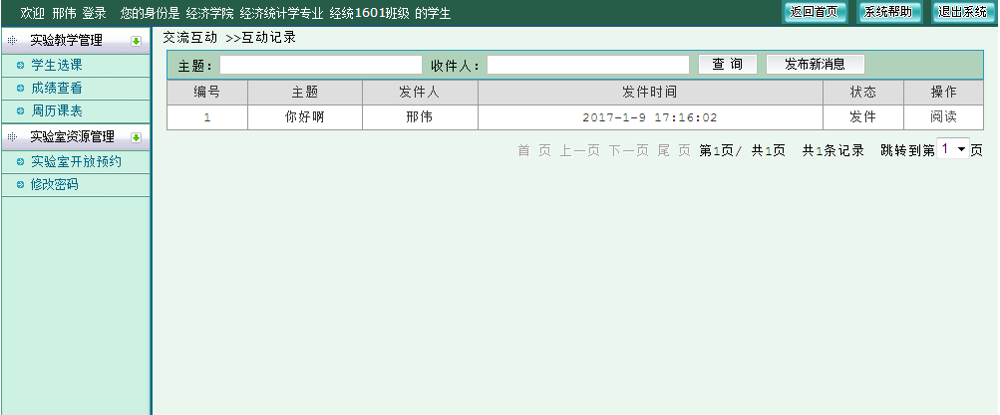 欢迎 邢伟 登录 您的身份是 经济学院 经济统计学专业 经统1601班级 的学生
返回首页 系统帮助 退出系统
实验教学管理
学生选课
成绩查看
周历课表
实验室资源管理
实验室开放预约
修改密码
交流互动 >>互动记录
主题： 收件人： 查 询 发布新消息
编号 主题 发件人 发件时间 状态 操作
1 你好啊 邢伟 2017-1-9 17:16:02 发件 阅读
首 页 上一页 下一页 尾 页 第1页/ 共1页 共1条记录 跳转到第 1 页